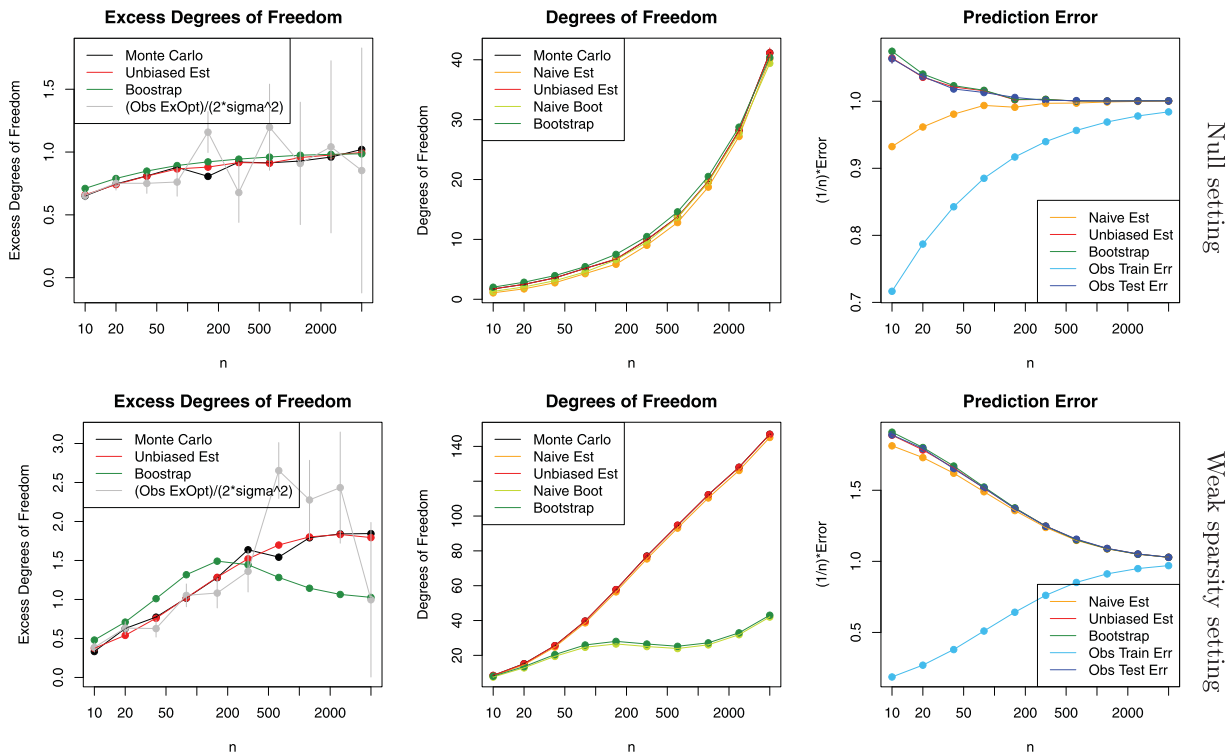 Excess Degrees of Freedom
Excess Degrees of Freedom
0.0 0.5 1.0 1.5
Monte Carlo
Unbiased Est
Boostrap
(Obs ExOpt)/(2*sigma^2)
10 20 50 200 500 2000
n
Degrees of Freedom
Degrees of Freedom
0 10 20 30 40
Monte Carlo
Naive Est
Unbiased Est
Naive Boot
Bootstrap
10 20 50 200 500 2000
n
Prediction Error
(1/n)*Error
0.7 0.8 0.9 1.0
Naive Est
Unbiased Est
Bootstrap
Obs Train Err
Obs Test Err
10 20 50 200 500 2000
n
Null setting
Excess Degrees of Freedom
Excess Degrees of Freedom
0.0 0.5 1.0 1.5 2.0 2.5 3.0
Monte Carlo
Unbiased Est
Boostrap
(Obs ExOpt)/(2*sigma^2)
10 20 50 200 500 2000
n
Degrees of Freedom
Degrees of Freedom
20 40 60 80 100 140
Monte Carlo
Naive Est
Unbiased Est
Naive Boot
Bootstrap
10 20 50 200 500 2000
n
Prediction Error
(1/n)*Error
0.5 1.0 1.5
Naive Est
Unbiased Est
Bootstrap
Obs Train Err
Obs Test Err
10 20 50 200 500 2000
n
Weak sparsity setting